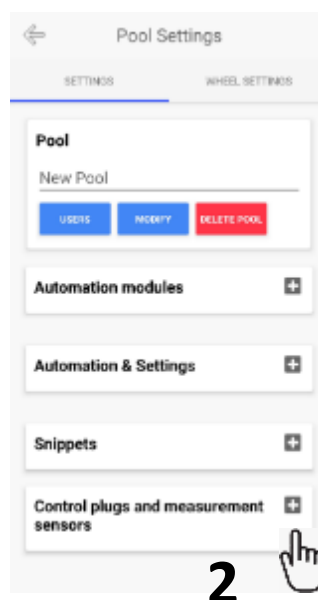 Pool Settings
SETTINGS WHEEL SETTINGS
Pool
New Pool
USERS MODIFY DELETE POOL
Automation modules
Automation & Settings
Snippets
Control plugs and measurement
sensors
2